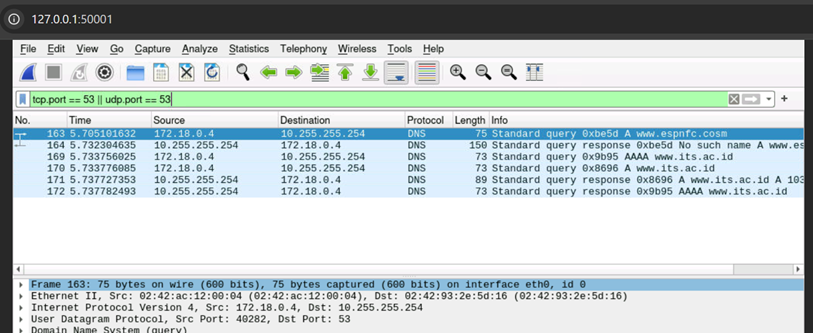 127.0.0.1:50001
File Edit View Go Capture Analyze Statistics Telephony Wireless Tools Help
tcp.port == 53 || udp.port == 53
No. Time Source Destination Protocol Length Info
163 5.705101632 172.18.0.4 10.255.255.254 DNS 75 Standard query 0xbe5d A www.espnfc.cosm
164 5.732304635 10.255.255.254 172.18.0.4 DNS 150 Standard query response 0xbe5d No such name A www.es
169 5.733756025 172.18.0.4 10.255.255.254 DNS 73 Standard query 0x9b95 AAAA www.its.ac.id
170 5.733776085 172.18.0.4 10.255.255.254 DNS 73 Standard query 0x8696 A www.its.ac.id
171 5.737727353 10.255.255.254 172.18.0.4 DNS 89 Standard query response 0x8696 A www.its.ac.id A 103
172 5.737782493 10.255.255.254 172.18.0.4 DNS 73 Standard query response 0x9b95 AAAA www.its.ac.id
Frame 163: 75 bytes on wire (600 bits), 75 bytes captured (600 bits) on interface eth0, id 0
Ethernet II, Src: 02:42:ac:12:00:04 (02:42:ac:12:00:04), Dst: 02:42:93:2e:5d:16 (02:42:93:2e:5d:16)
Internet Protocol Version 4, Src: 172.18.0.4, Dst: 10.255.255.254
User Datagram Protocol, Src Port: 40282, Dst Port: 53
Domain Name System (query)